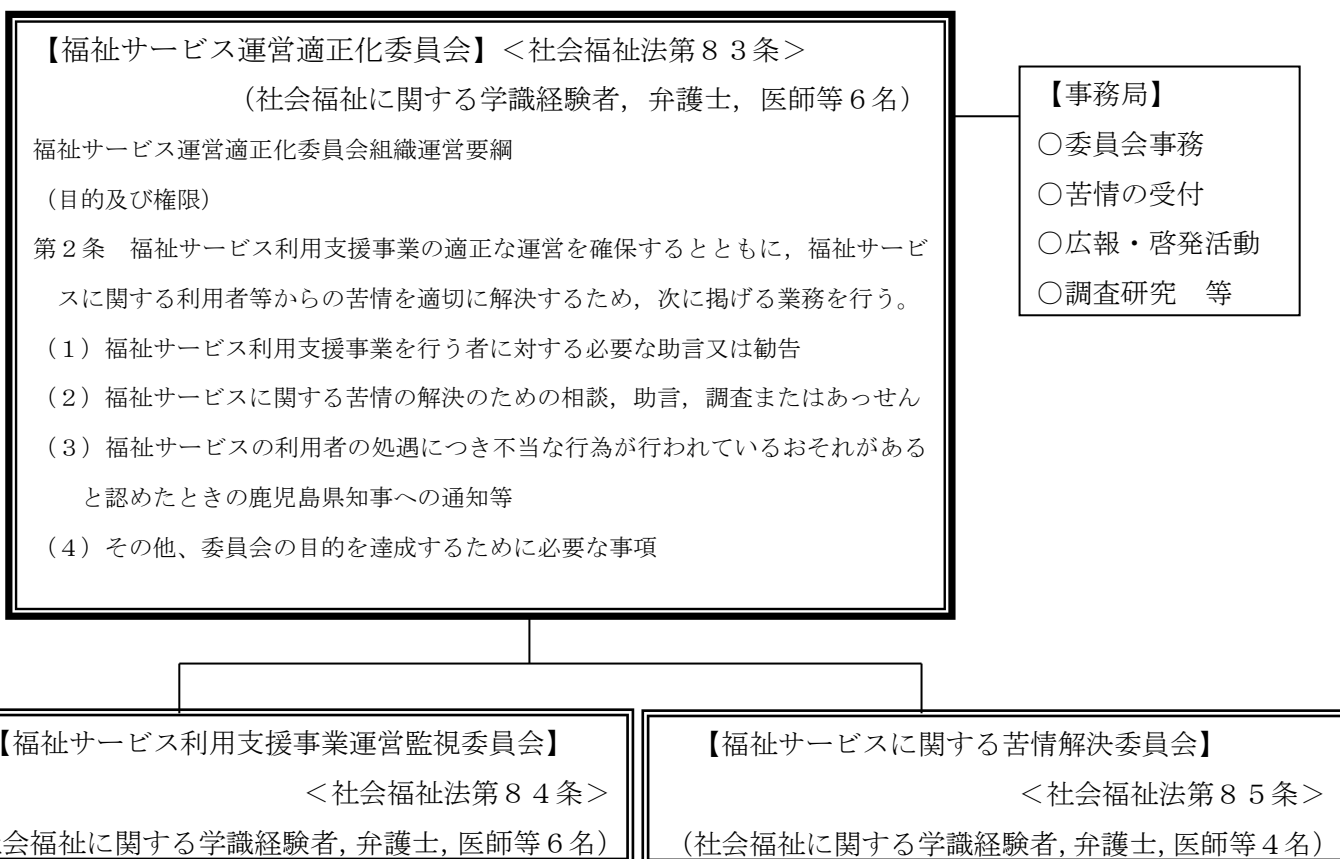 【福祉サービス運営適正化委員会】＜社会福祉法第８３条＞
（社会福祉に関する学識経験者，弁護士，医師等６名）
福祉サービス運営適正化委員会組織運営要綱
（目的及び権限）
第２条　福祉サービス利用支援事業の適正な運営を確保するとともに，福祉サービ
スに関する利用者等からの苦情を適切に解決するため，次に掲げる業務を行う。
（１）福祉サービス利用支援事業を行う者に対する必要な助言又は勧告
（２）福祉サービスに関する苦情の解決のための相談，助言，調査またはあっせん
（３）福祉サービスの利用者の処遇につき不当な行為が行われているおそれがある
と認めたときの鹿児島県知事への通知等
（４）その他、委員会の目的を達成するために必要な事項
【事務局】
○委員会事務
○苦情の受付
○広報・啓発活動
○調査研究　等
【福祉サービス利用支援事業運営監視委員会】
＜社会福祉法第８４条＞
会福祉に関する学識経験者，弁護士，医師等６名）
【福祉サービスに関する苦情解決委員会】
＜社会福祉法第８５条＞
（社会福祉に関する学識経験者，弁護士，医師等４名）